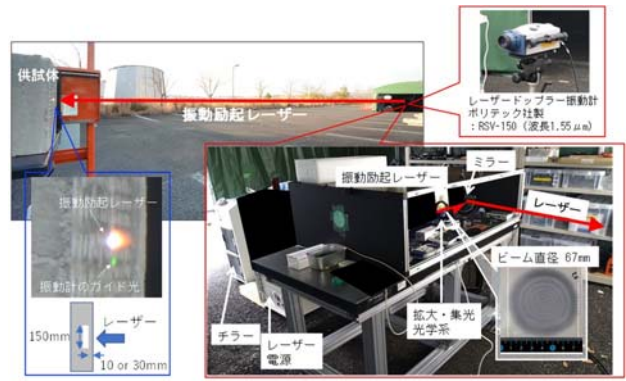 供試体
振動励起レーザー
レーザードップラー振動計
ポリテック社製
：RSV-150 (波長1.55μm)
振動励起レーザー
振動計のガイド光
レーザー
150mm
10 or 30mm
振動励起レーザー
ミラー
レーザー
ビーム直径 67mm
チラー
レーザー
電源
拡大・集光
光学系